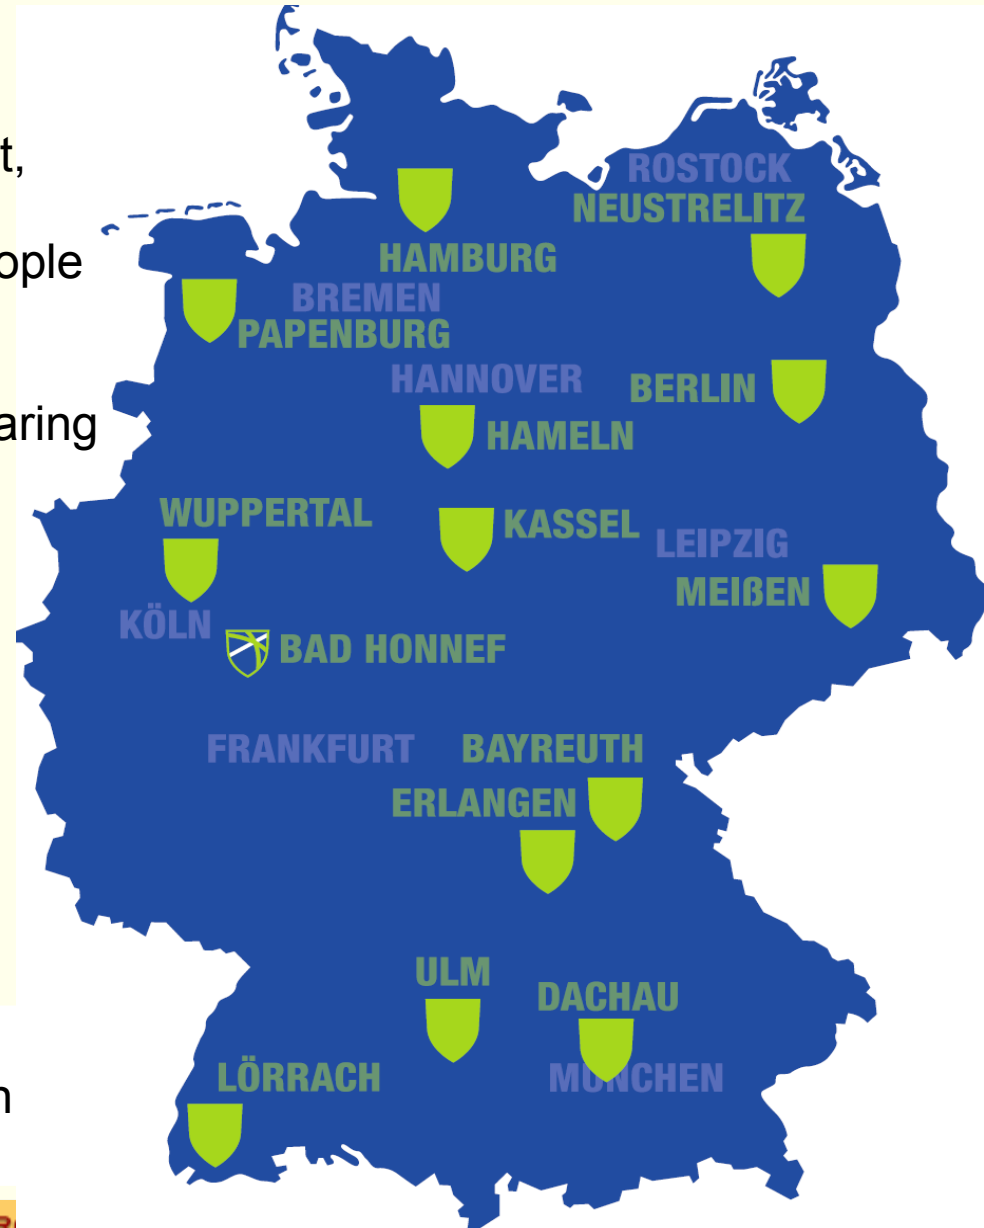 t,
ople
aring
n
ROSTOCK
NEUSTRELITZ
HAMBURG
BREMEN
PAPENBURG
HANNOVER
BERLIN
HAMELN
WUPPERTAL
KASSEL
LEIPZIG
MEIßEN
KÖLN
BAD HONNEF
FRANKFURT
BAYREUTH
ERLANGEN
ULM
DACHAU
MÜNCHEN
LÖRRACH